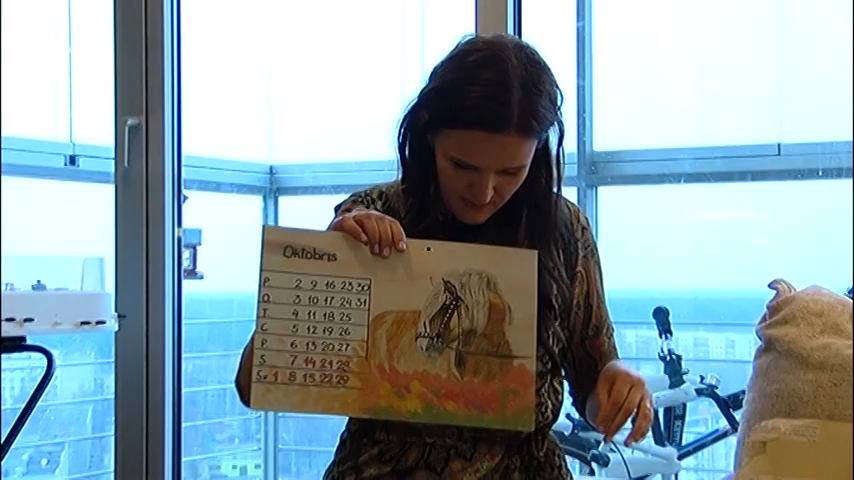 Oktobris
P 2 9 16 23 30
O 3 10 17 24 31
T 4 11 18 25
C 5 12 19 26
P 6 13 20 27
S 7 14 21 28
Sv 1 8 15 22 29